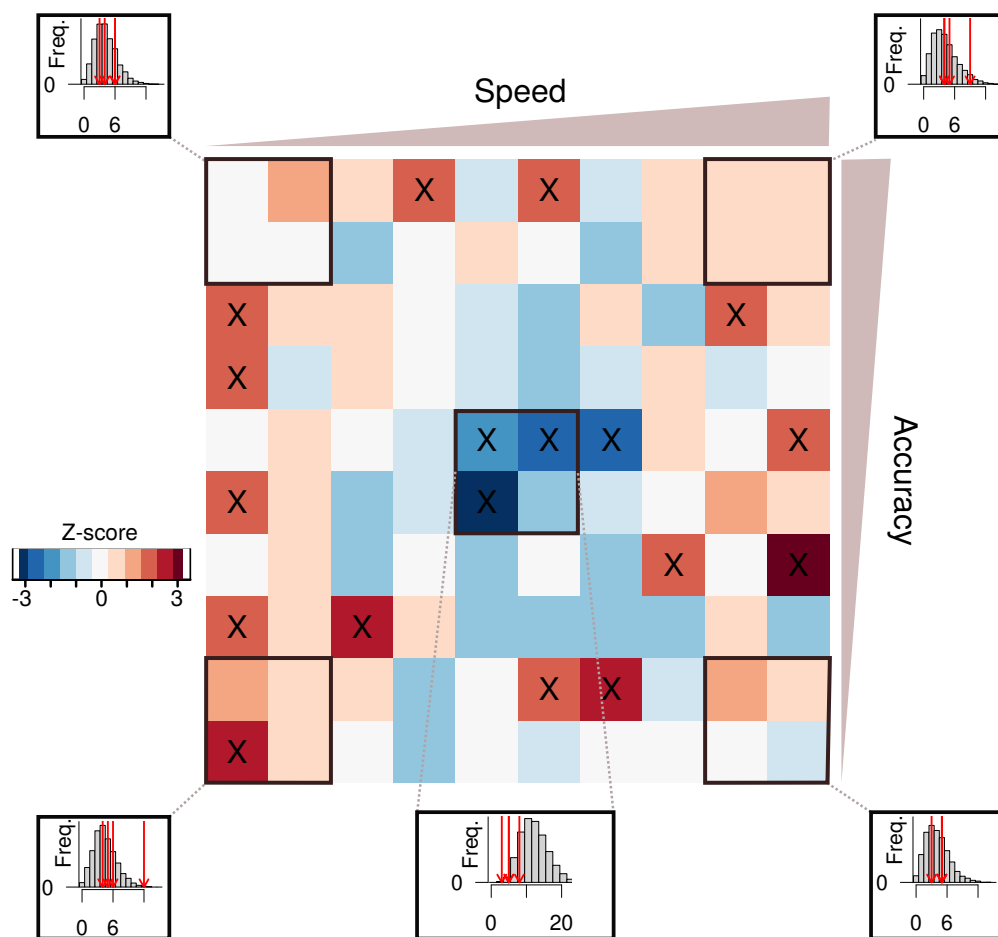 Freq.
0
0 6
Freq.
0
0 6
Speed
X X
X X
X
X X X X
X X
X X
X X
X X
X
Accuracy
Z-score
-3 0 3
Freq.
0
0 6
Freq.
0
0 20
Freq.
0
0 6